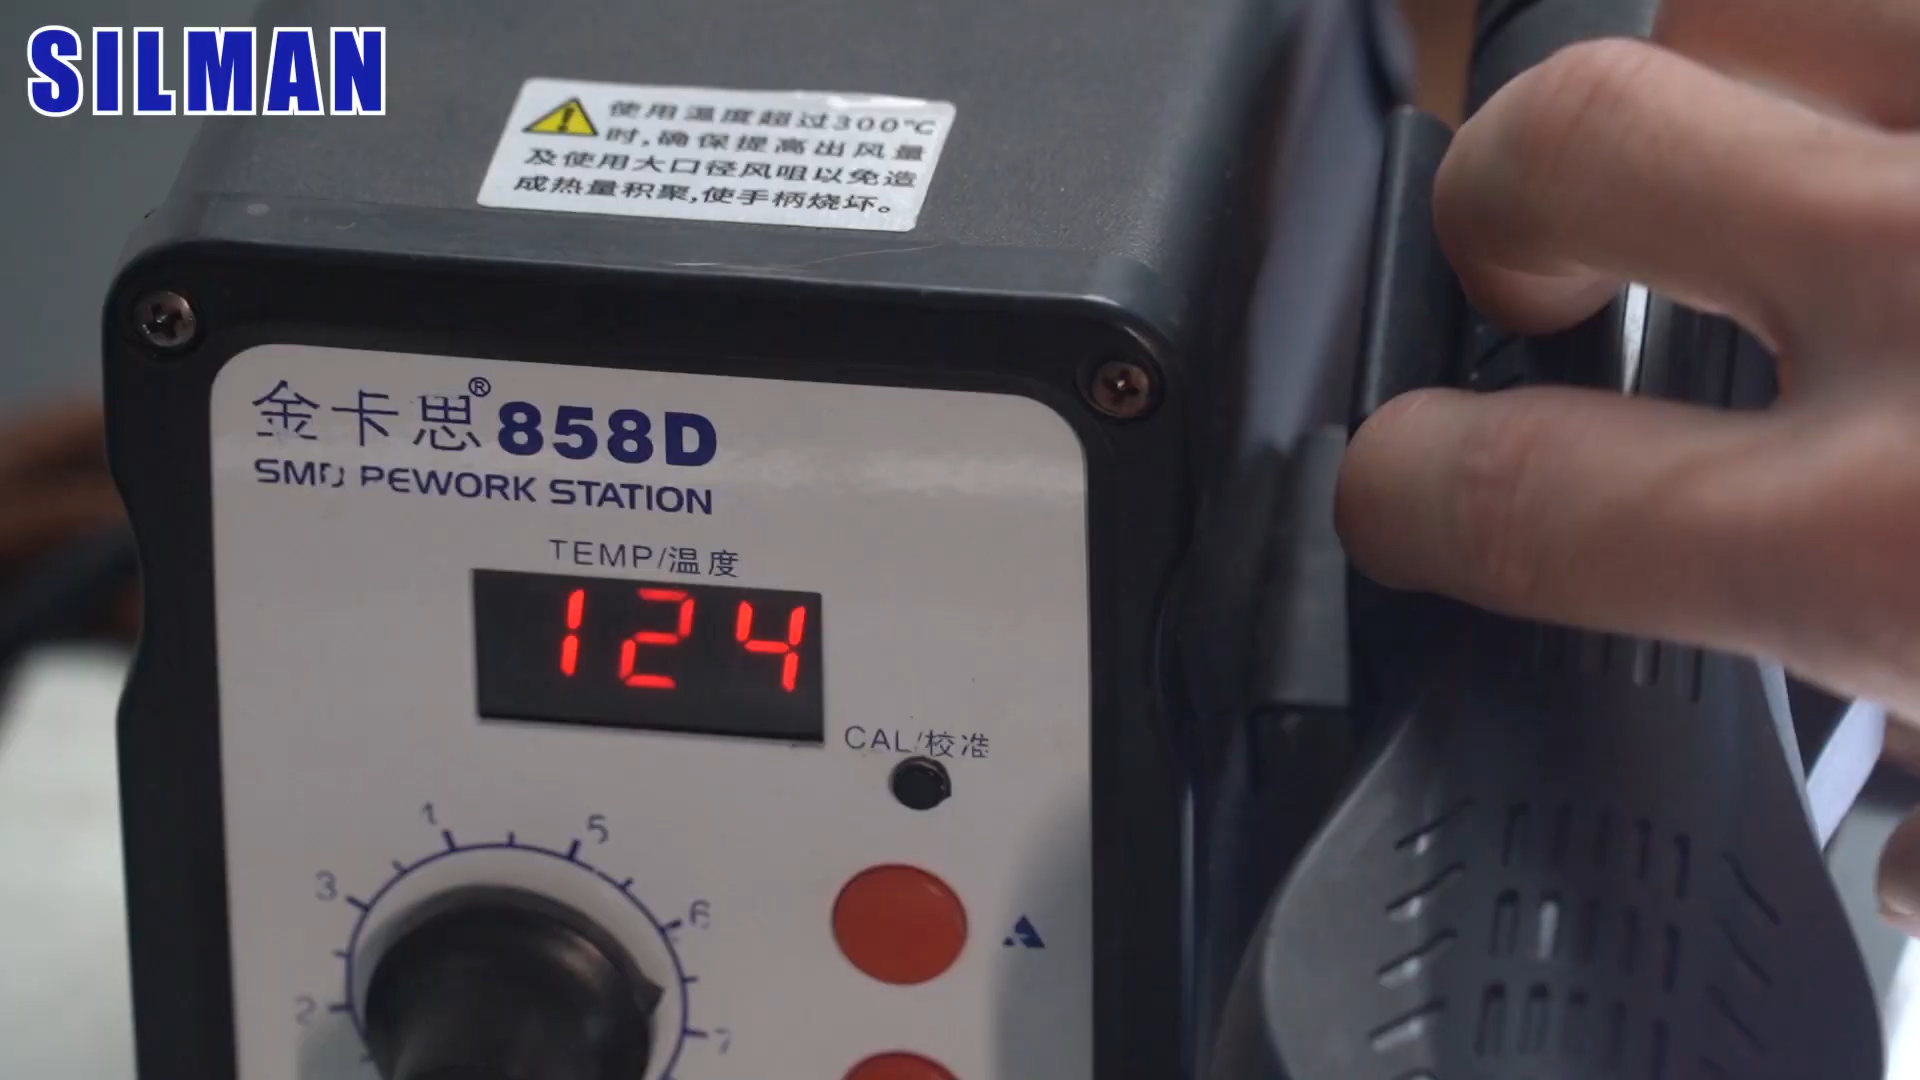 SILMAN
使用温度超过300℃
时,确保提高出风量
及使用大口径风咀以免造
成热量积聚,使手柄烧坏。
金卡思®858D
SMD PEWORK STATION
TEMP/温度
124
CAL/校准
1
5
3
6
2
7